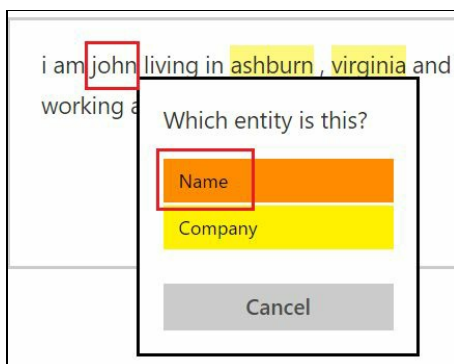 i am john living in ashburn , virginia and
working a
Which entity is this?
Name
Company
Cancel